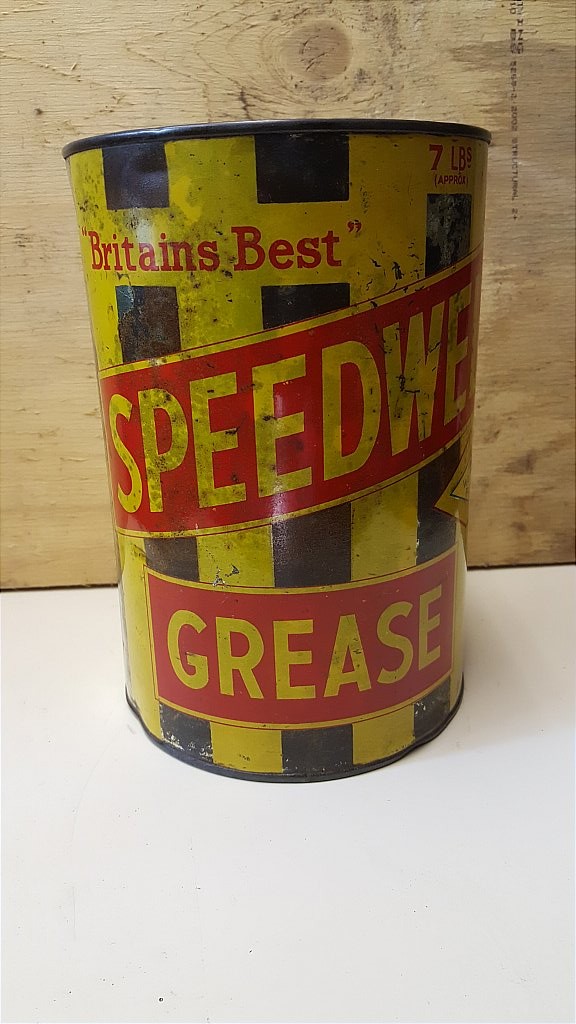 7 LBS
(APPROX)
"Britains Best"
SPEEDWE
GREASE